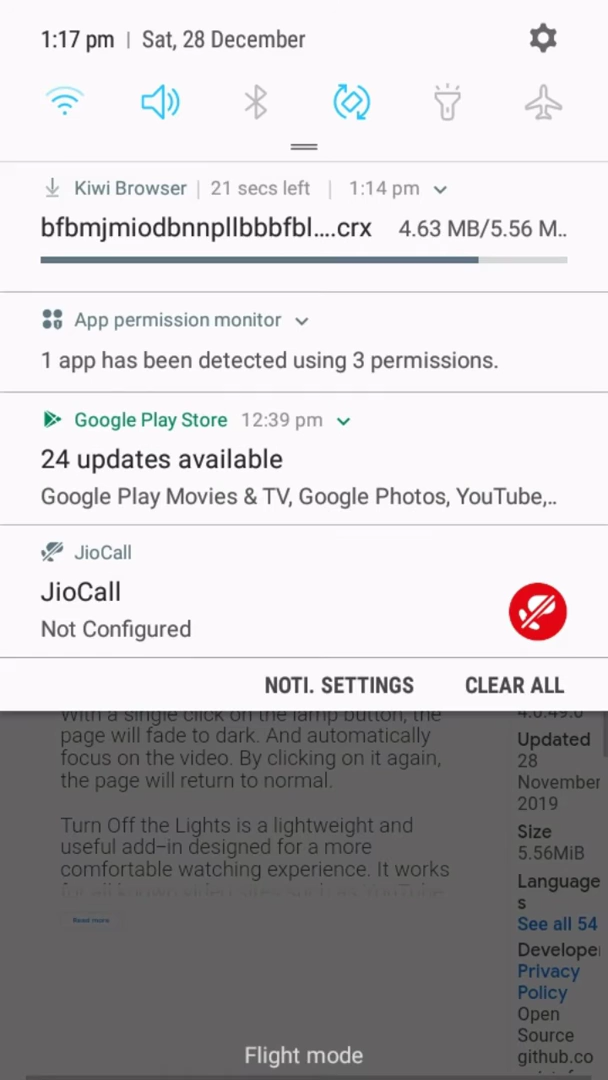 1:17 pm | Sat, 28 December
Kiwi Browser | 21 secs left | 1:14 pm
bfbmjmiodbnnpllbbbfbl....crx 4.63 MB/5.56 M..
App permission monitor
1 app has been detected using 3 permissions.
Google Play Store 12:39 pm
24 updates available
Google Play Movies & TV, Google Photos, YouTube,..
JioCall
JioCall
Not Configured
NOTI. SETTINGS CLEAR ALL
With a single click on the lamp button, the
page will fade to dark. And automatically
focus on the video. By clicking on it again,
the page will return to normal.
Turn Off the Lights is a lightweight and
useful add-in designed for a more
comfortable watching experience. It works
Read more
Updated
28
November
2019
Size
5.56MiB
Language
s
See all 54
Develope
Privacy
Policy
Open
Source
github.co
Flight mode